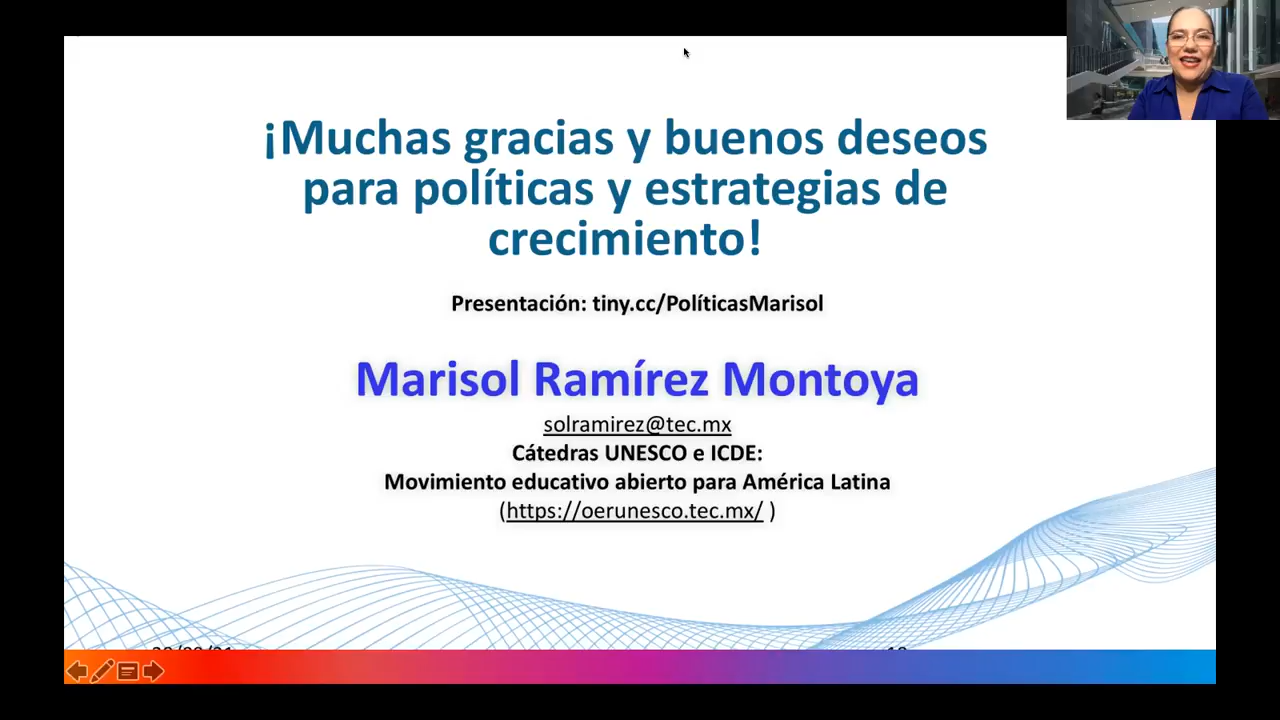 ¡Muchas gracias y buenos deseos
para políticas y estrategias de
crecimiento!
Presentación: tiny.cc/PolíticasMarisol
Marisol Ramírez Montoya
solramirez@tec.mx
Cátedras UNESCO e ICDE:
Movimiento educativo abierto para América Latina
(https://oerunesco.tec.mx/ )